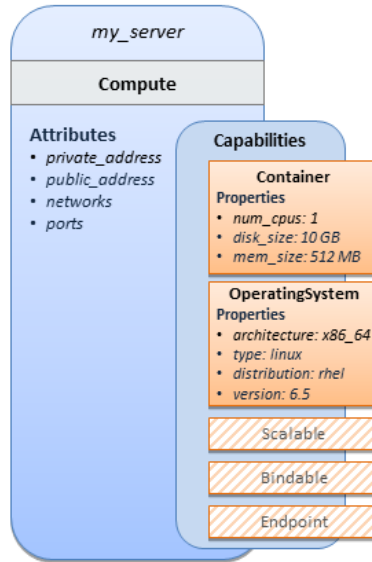 my_server
Compute
Attributes
• private_address
• public_address
• networks
• ports
Capabilities
Container
Properties
• num_cpus: 1
• disk_size: 10 GB
• mem_size: 512 MB
OperatingSystem
Properties
• architecture: x86_64
• type: linux
• distribution: rhel
• version: 6.5
Scalable
Bindable
Endpoint